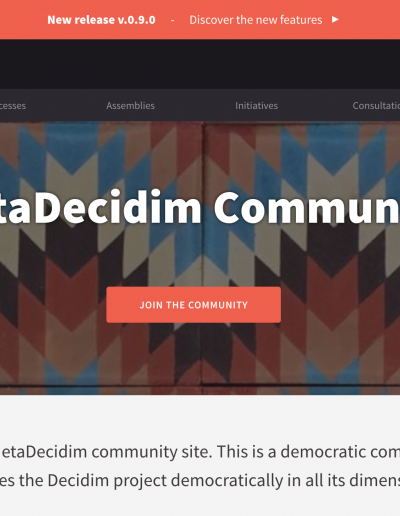 New release v.0.9.0 - Discover the new features ►
cesses Assemblies Initiatives Consultatio
taDecidim Commun
JOIN THE COMMUNITY
etaDecidim community site. This is a democratic com
es the Decidim project democratically in all its dimens